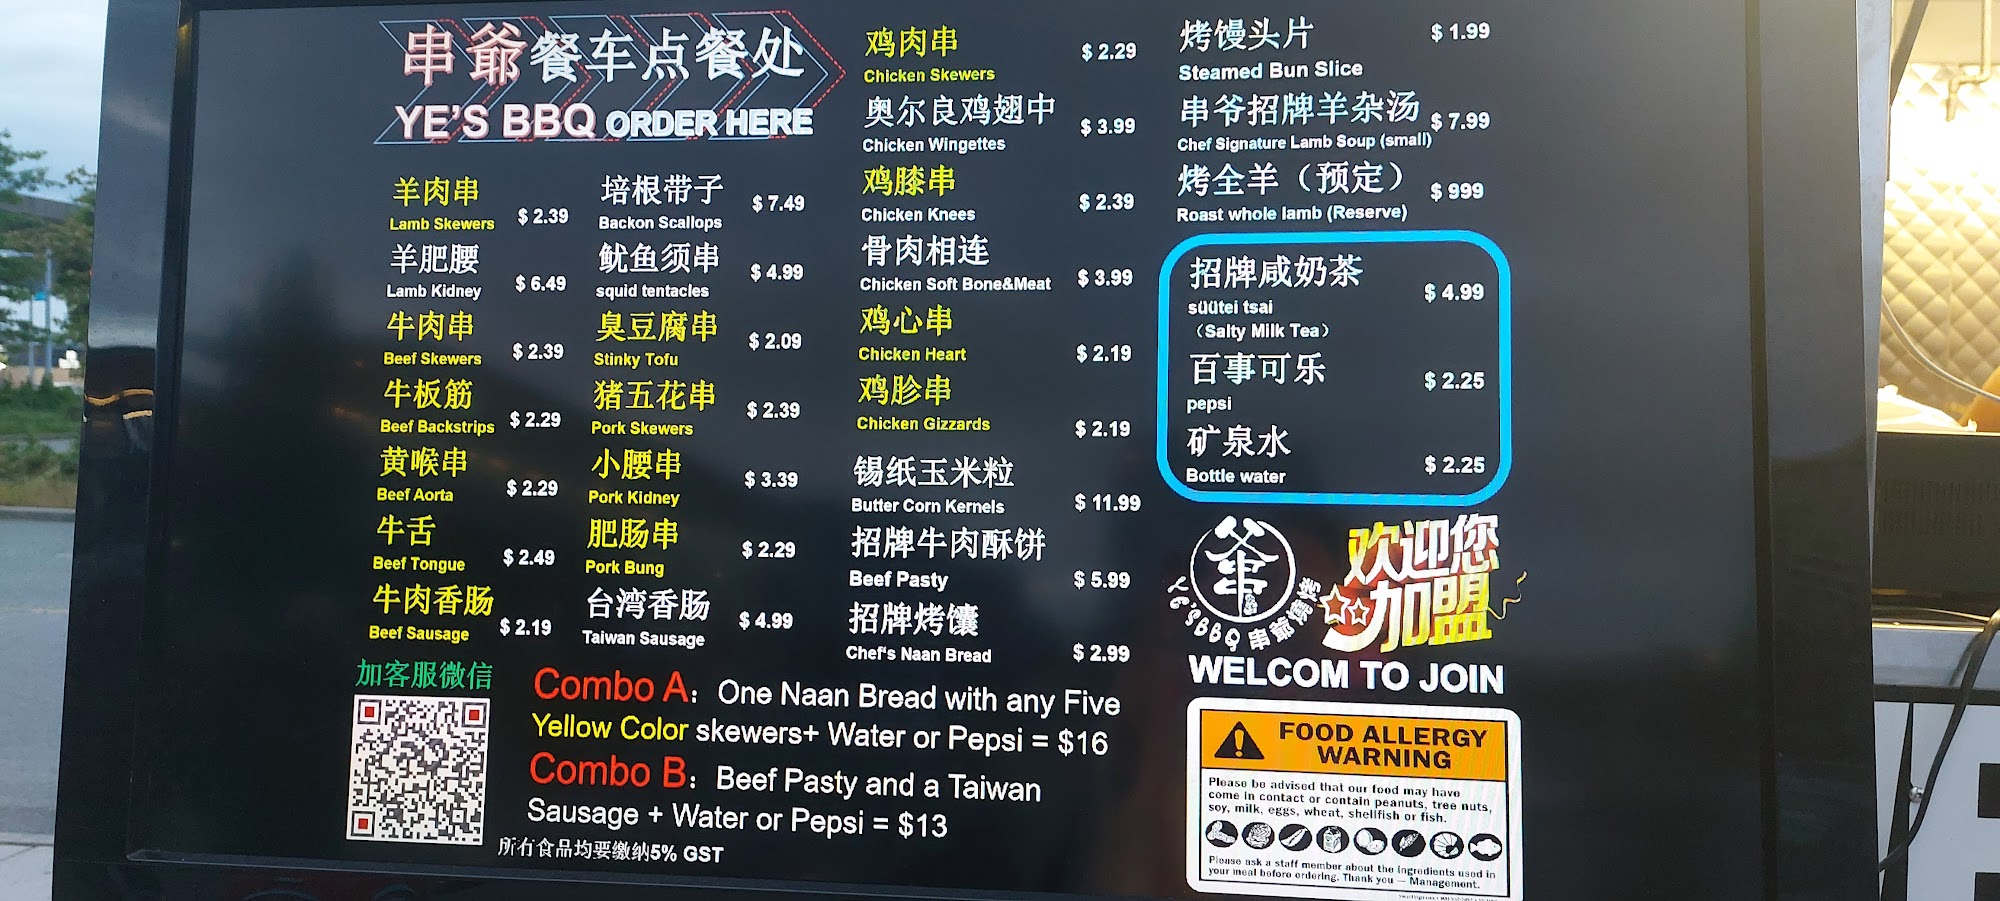 串爺餐车点餐处
YE'S BBQ ORDER HERE
羊肉串
Lamb Skewers
$ 2.39
羊肥腰
Lamb Kidney
$ 6.49
牛肉串
Beef Skewers
$ 2.39
牛板筋
Beef Backstrips
$ 2.29
黄喉串
Beef Aorta
$ 2.29
牛舌
Beef Tongue
$ 2.49
牛肉香肠
Beef Sausage
$ 2.19
培根带子
Backon Scallops
$ 7.49
鱿鱼须串
squid tentacles
$ 4.99
臭豆腐串
Stinky Tofu
$ 2.09
猪五花串
Pork Skewers
$ 2.39
小腰串
Pork Kidney
$ 3.39
肥肠串
Pork Bung
$ 2.29
台湾香肠
Taiwan Sausage
$ 4.99
鸡肉串
Chicken Skewers
$ 2.29
奥尔良鸡翅中
Chicken Wingettes
$ 3.99
鸡膝串
Chicken Knees
$ 2.39
骨肉相连
Chicken Soft Bone&Meat
$ 3.99
鸡心串
Chicken Heart
$ 2.19
鸡胗串
Chicken Gizzards
$ 2.19
锡纸玉米粒
Butter Corn Kernels
$ 11.99
招牌牛肉酥饼
Beef Pasty
$ 5.99
招牌烤馕
Chef's Naan Bread
$ 2.99
烤馒头片
Steamed Bun Slice
$ 1.99
串爷招牌羊杂汤
Chef Signature Lamb Soup (small)
$ 7.99
烤全羊（预定）
Roast whole lamb (Reserve)
$ 999
招牌咸奶茶
süütei tsai
（Salty Milk Tea）
$ 4.99
百事可乐
pepsi
$ 2.25
矿泉水
Bottle water
$ 2.25
爷串
Ye's BBQ 串爺燒烤
欢迎您
加盟
WELCOM TO JOIN
加客服微信
Combo A：One Naan Bread with any Five
Yellow Color skewers+ Water or Pepsi = $16
Combo B：Beef Pasty and a Taiwan
Sausage + Water or Pepsi = $13
所有食品均要缴纳5% GST
FOOD ALLERGY
WARNING
Please be advised that our food may have
come in contact or contain peanuts, tree nuts,
soy, milk, eggs, wheat, shellfish or fish.
Please ask a staff member about the ingredients used in
your meal before ordering. Thank you — Management.